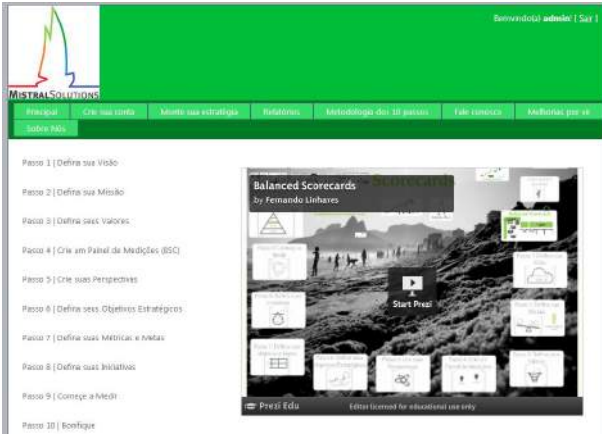 Bemvindo(a) admin! [ Sair ]
MISTRALSOLUTIONS
Principal Crie sua conta Monte sua estratégia Relatórios Metodologia dos 10 passos Fale conosco Melhorias por vir
Sobre Nós
Passo 1 | Defina sua Visão
Passo 2 | Defina sua Missão
Passo 3 | Defina seus Valores
Passo 4 | Crie um Painel de Medições (BSC)
Passo 5 | Crie suas Perspectivas
Passo 6 | Defina seus Objetivos Estratégicos
Passo 7 | Defina suas Métricas e Metas
Passo 8 | Defina suas Iniciativas
Passo 9 | Começe a Medir
Passo 10 | Bonifique
Balanced Scorecards
by Fernando Linhares
Scorecards
Start Prezi
Prezi Edu
Editor licensed for educational use only